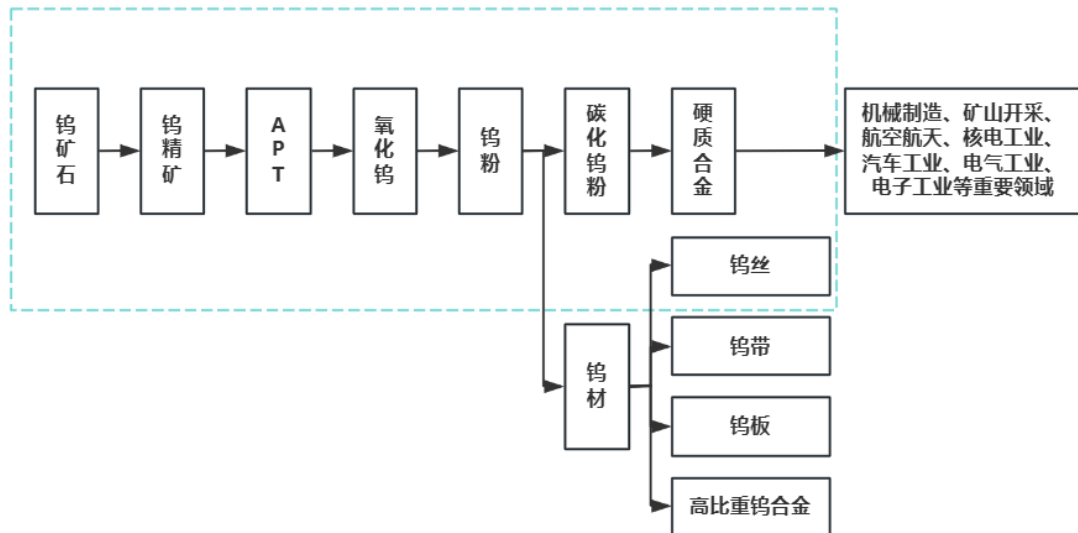 钨矿石
钨精矿
APT
氧化钨
钨粉
碳化钨粉
硬质合金
机械制造、矿山开采、
航空航天、核电工业、
汽车工业、电气工业、
电子工业等重要领域
钨丝
钨材
钨带
钨板
高比重钨合金